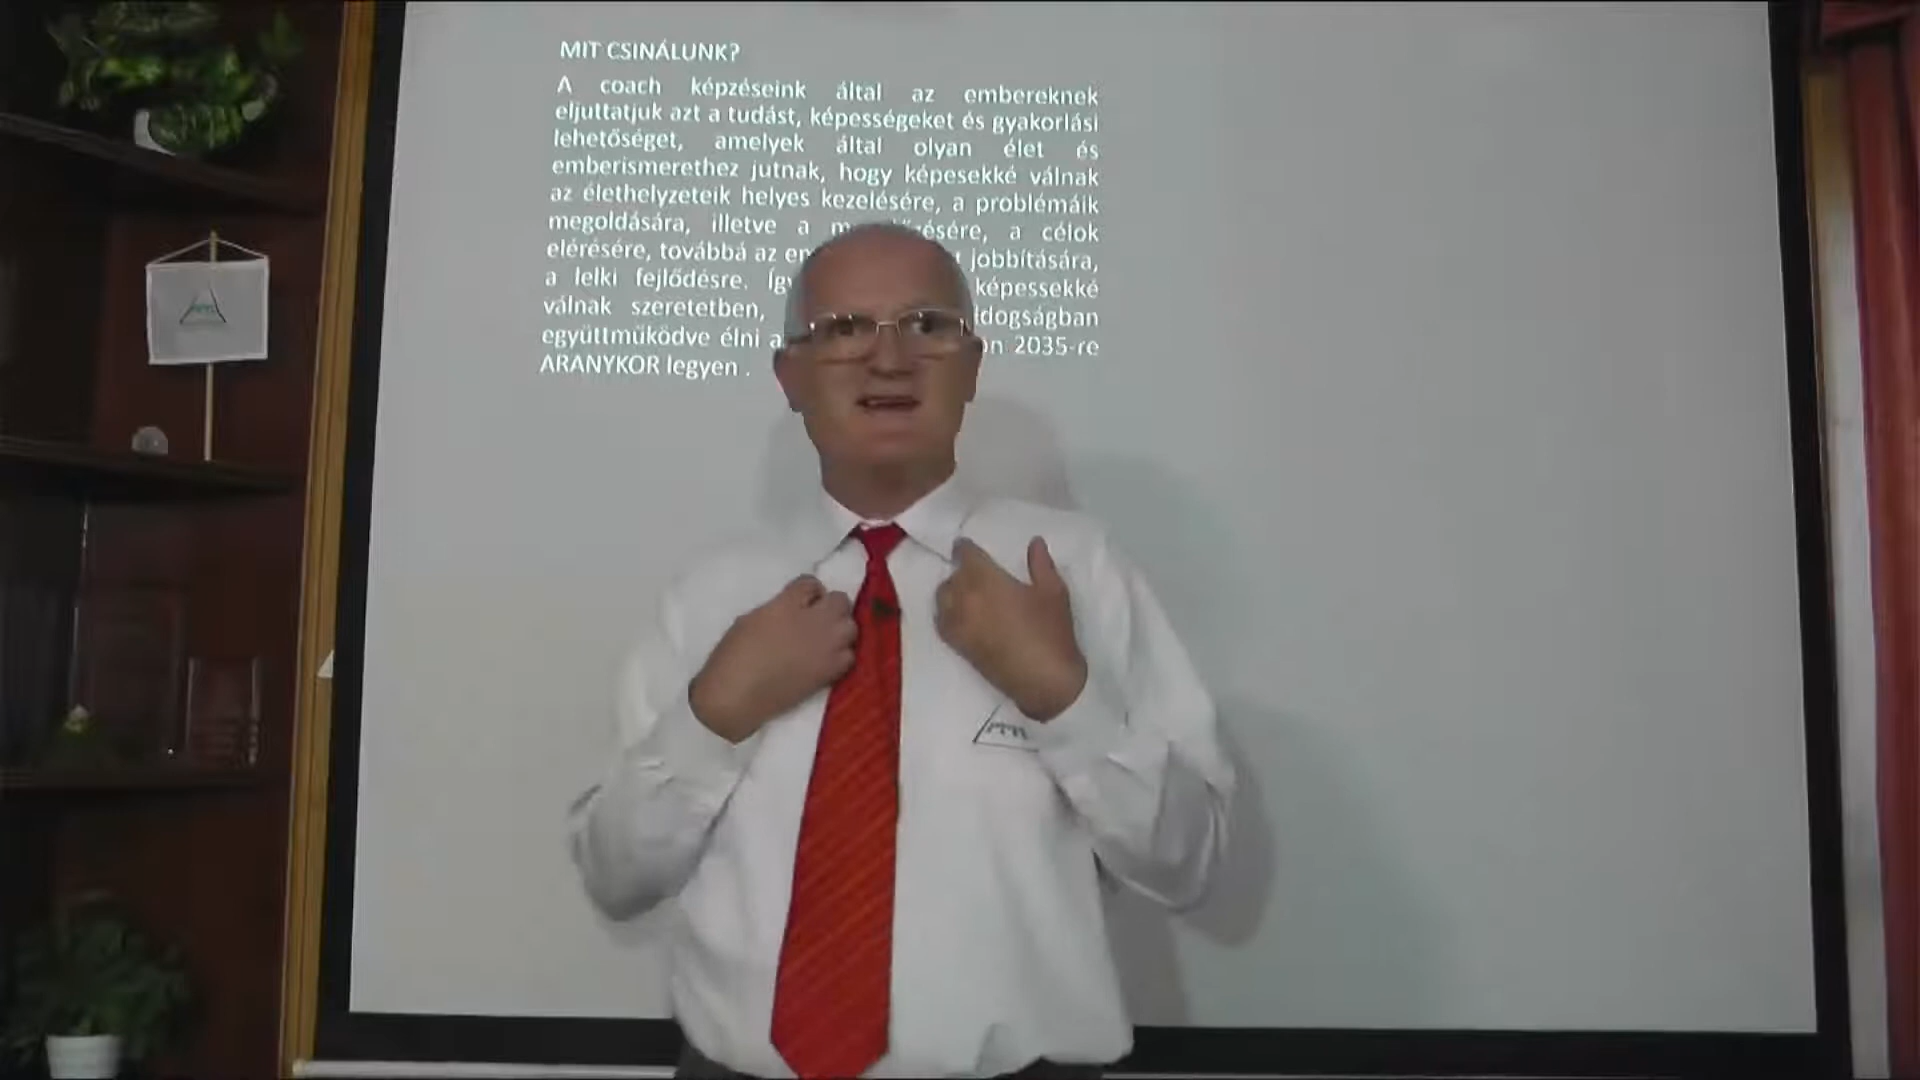 MIT CSINÁLUNK?
A coach képzéseink által az embereknek
eljuttatjuk azt a tudást, képességeket és gyakorlási
lehetőséget, amelyek által olyan élet és
emberismerethez jutnak, hogy képesekké válnak
az élethelyzeteik helyes kezelésére, a problémáik
megoldására, illetve a a célok
elérésére, továbbá az jobbítására,
a lelki fejlődésre. képessekké
válnak szeretetben,
együttműködve élni 2035-re
ARANYKOR legyen .